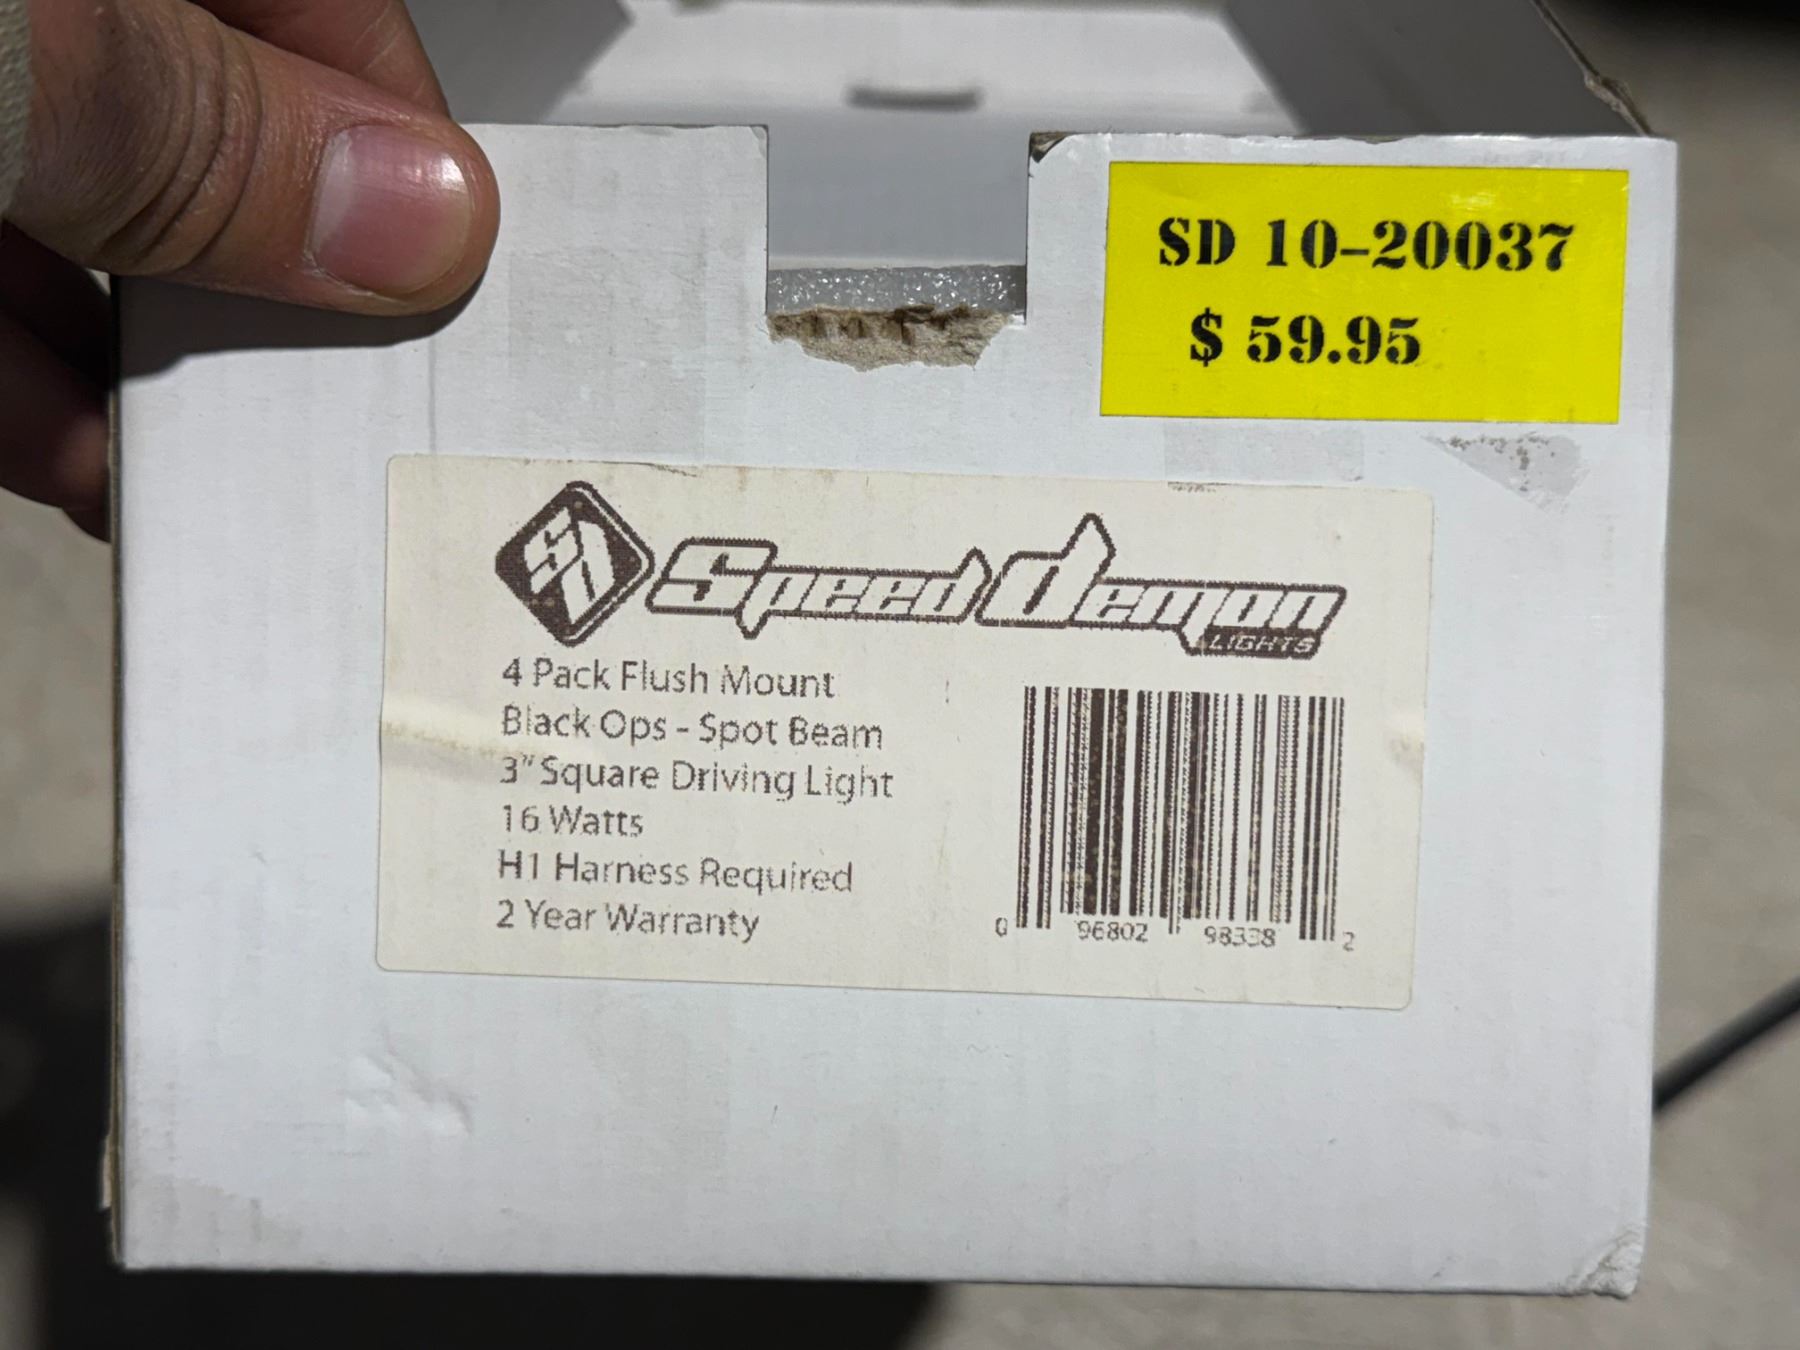 SD 10-20037
$ 59.95
SD Speed Demon
LIGHTS
4 Pack Flush Mount
Black Ops - Spot Beam
3" Square Driving Light
16 Watts
H1 Harness Required
2 Year Warranty
0 96802 98338 2